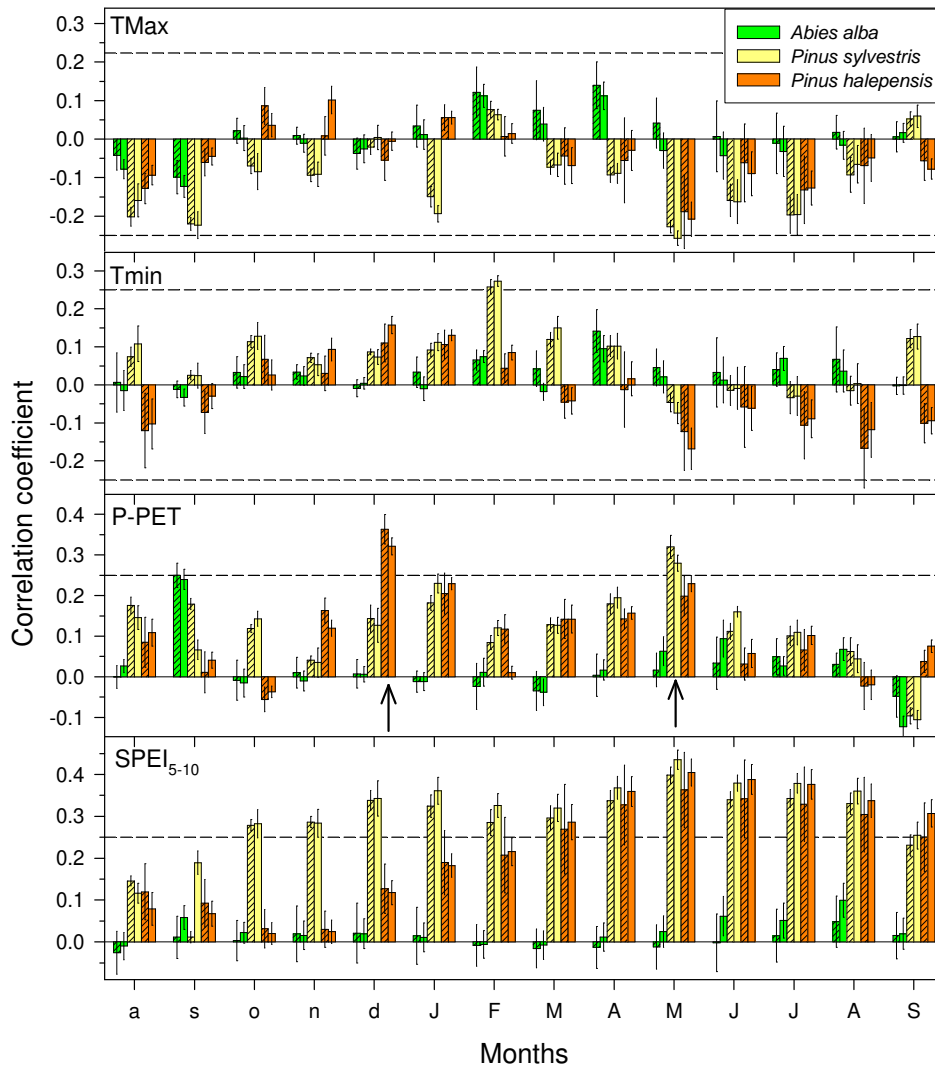 TMax
Abies alba
Pinus sylvestris
Pinus halepensis
0.3
0.2
0.1
0.0
-0.1
-0.2
Tmin
0.3
0.2
0.1
0.0
-0.1
-0.2
P-PET
0.4
0.3
0.2
0.1
0.0
-0.1
SPEI5-10
0.4
0.3
0.2
0.1
0.0
Correlation coefficient
a s o n d J F M A M J J A S
Months